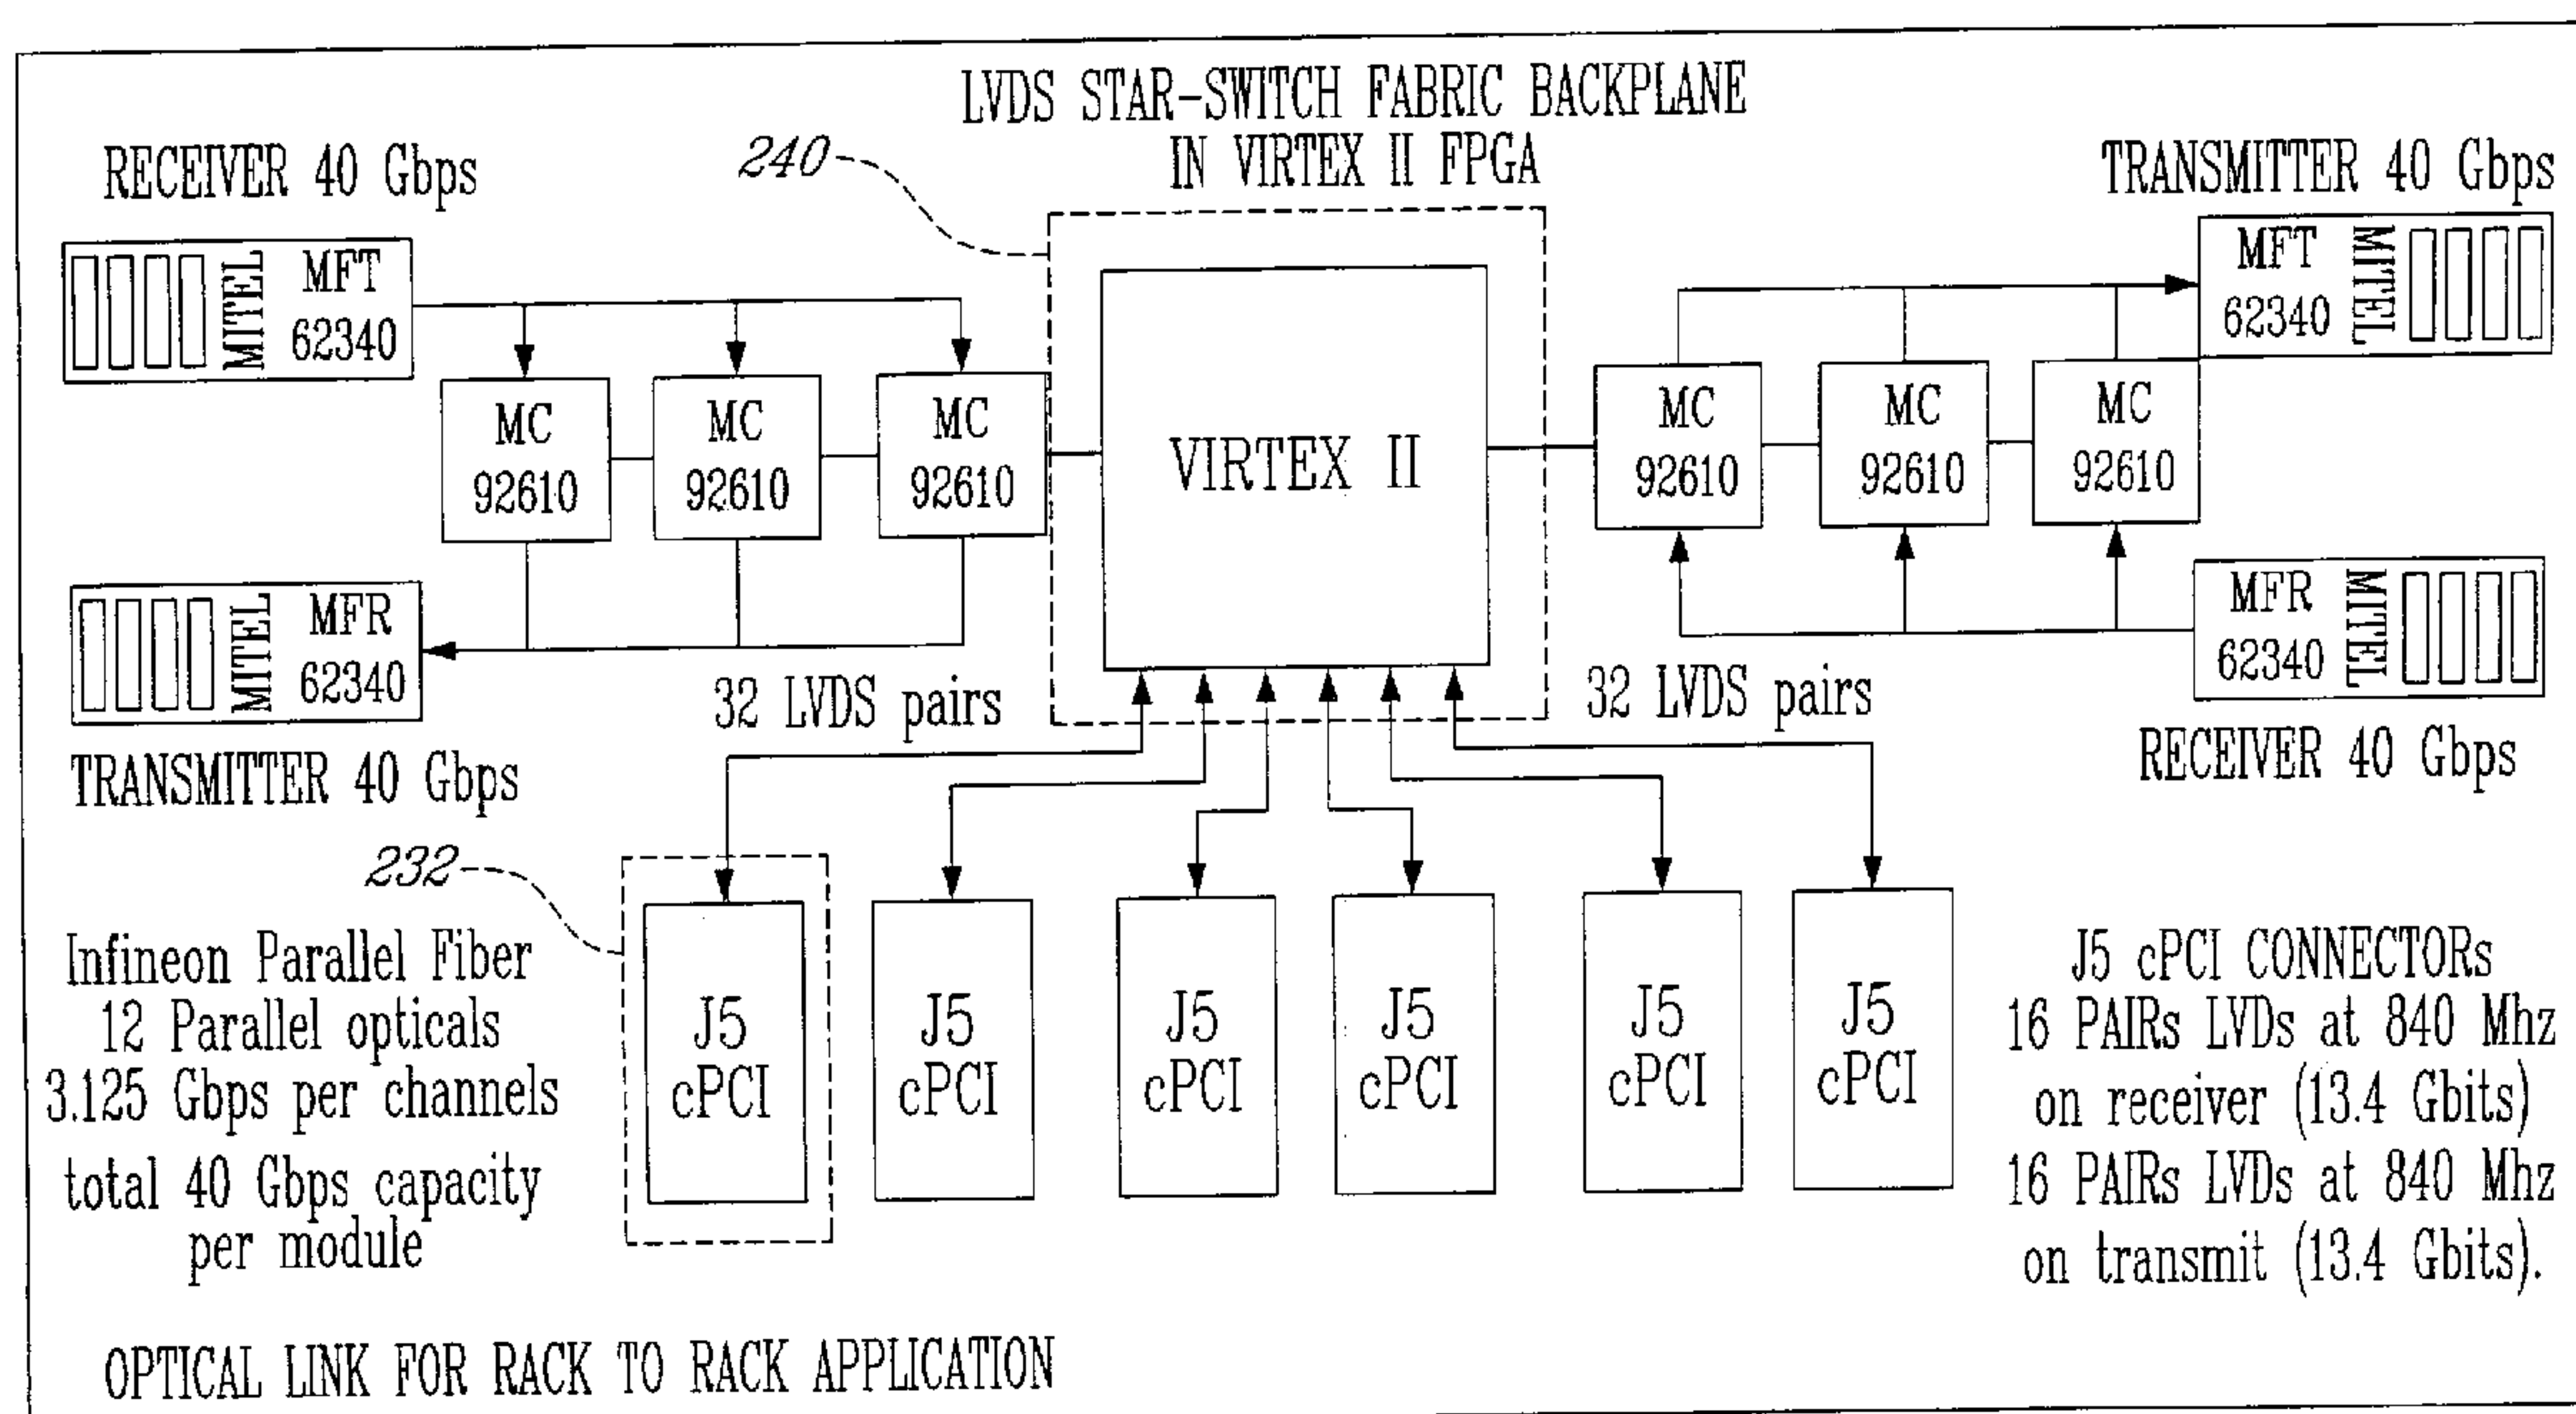 LVDS STAR-SWITCH FABRIC BACKPLANE
IN VIRTEX II FPGA
240
RECEIVER 40 Gbps
TRANSMITTER 40 Gbps
MITEL
MFT
62340
MFT
62340
MITEL
MC
92610
MC
92610
MC
92610
VIRTEX II
MC
92610
MC
92610
MC
92610
MITEL
MFR
62340
MFR
62340
MITEL
32 LVDS pairs
32 LVDS pairs
TRANSMITTER 40 Gbps
RECEIVER 40 Gbps
232
J5
cPCI
J5
cPCI
J5
cPCI
J5
cPCI
J5
cPCI
J5
cPCI
Infineon Parallel Fiber
12 Parallel opticals
3.125 Gbps per channels
total 40 Gbps capacity
per module
J5 cPCI CONNECTORs
16 PAIRs LVDs at 840 Mhz
on receiver (13.4 Gbits)
16 PAIRs LVDs at 840 Mhz
on transmit (13.4 Gbits).
OPTICAL LINK FOR RACK TO RACK APPLICATION